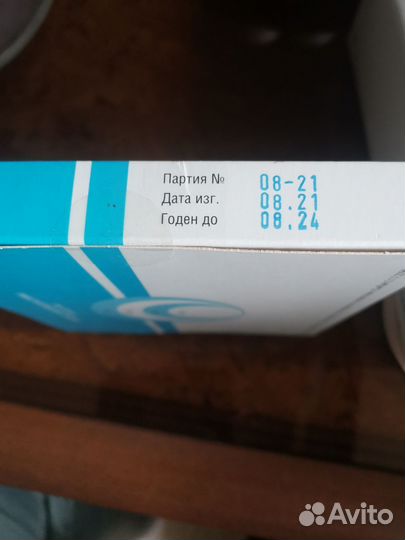 Партия № 08-21
Дата изг. 08.21
Годен до 08.24
Avito